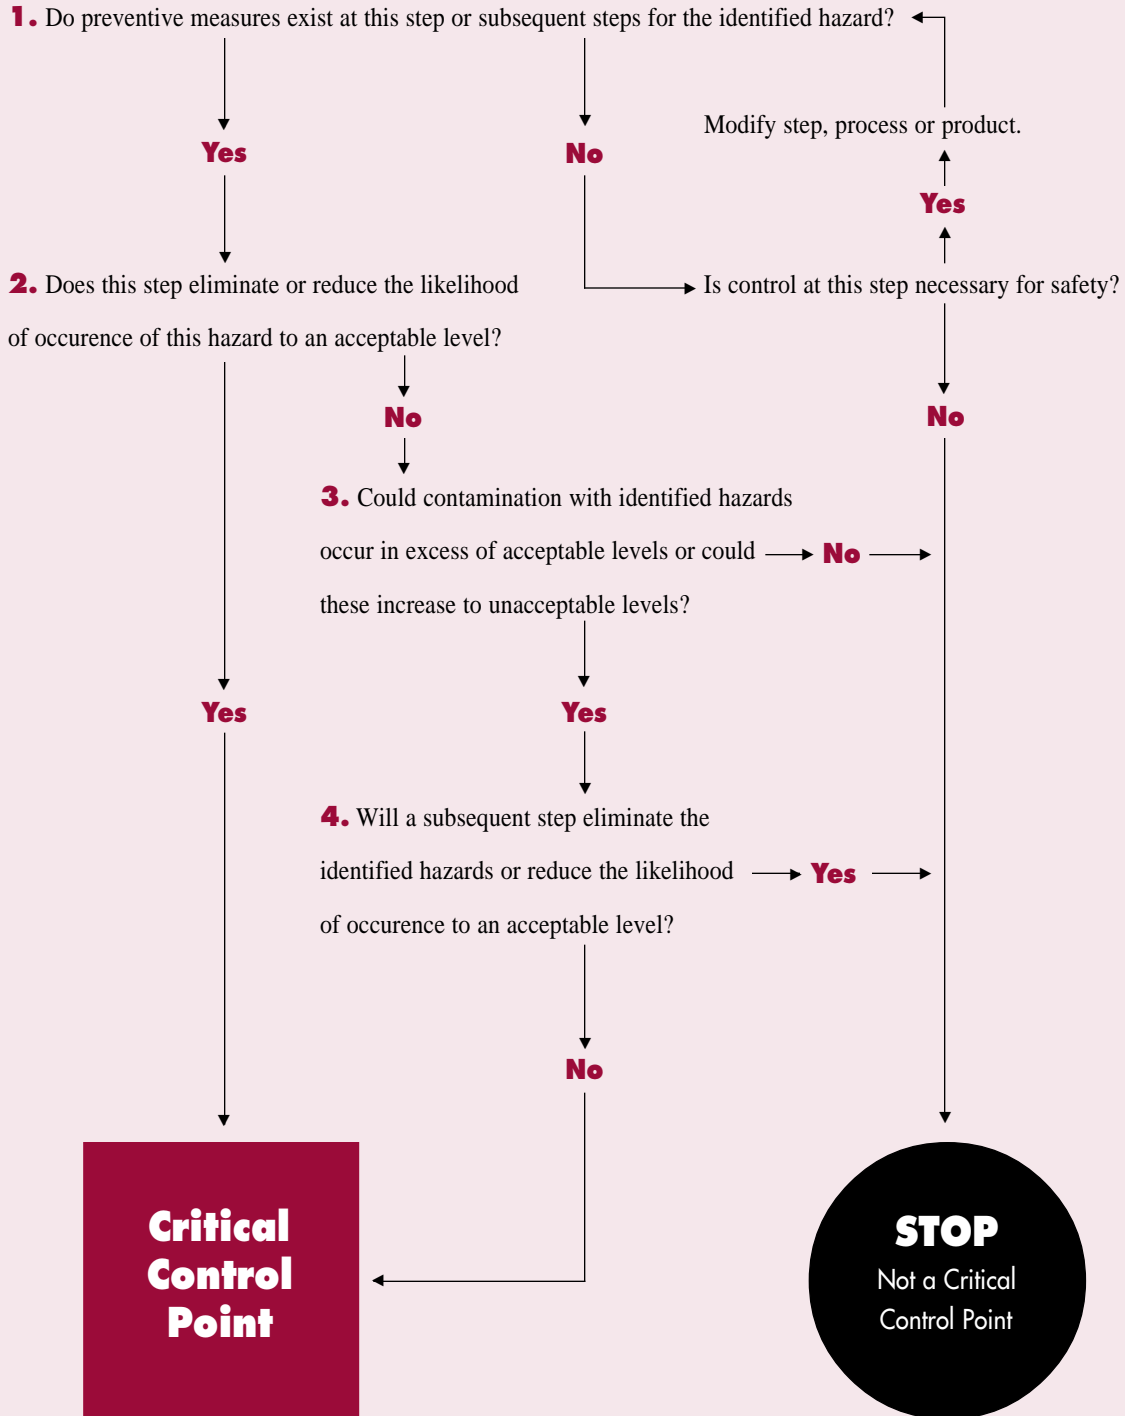 1. Do preventive measures exist at this step or subsequent steps for the identified hazard?
Yes
No
Modify step, process or product.
Yes
Is control at this step necessary for safety?
No
2. Does this step eliminate or reduce the likelihood
of occurence of this hazard to an acceptable level?
No
3. Could contamination with identified hazards
occur in excess of acceptable levels or could
these increase to unacceptable levels?
No
Yes
Yes
4. Will a subsequent step eliminate the
identified hazards or reduce the likelihood
of occurence to an acceptable level?
Yes
No
Critical
Control
Point
STOP
Not a Critical
Control Point